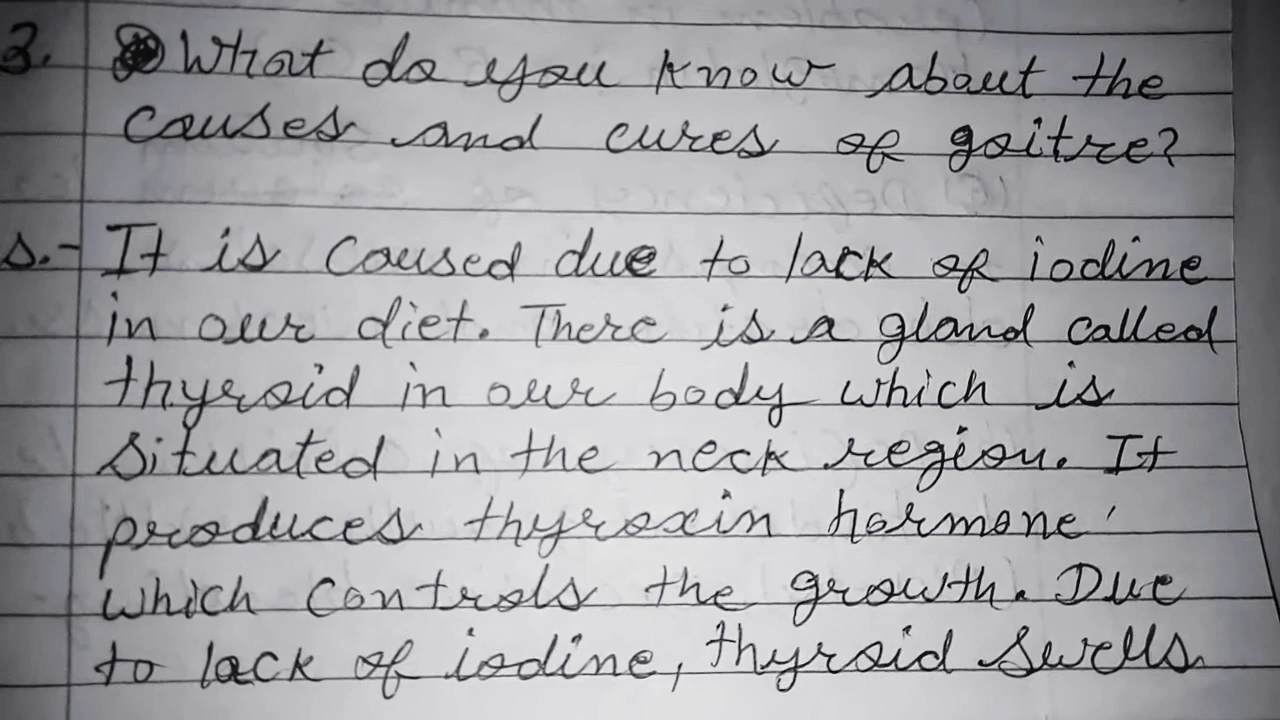 3. What do you know about the
causes and cures of goitre?
s.- It is caused due to lack of iodine
in our diet. There is a gland called
thyroid in our body which is
situated in the neck region. It
produces thyroxin hormone
which controls the growth. Due
to lack of iodine, thyroid swells